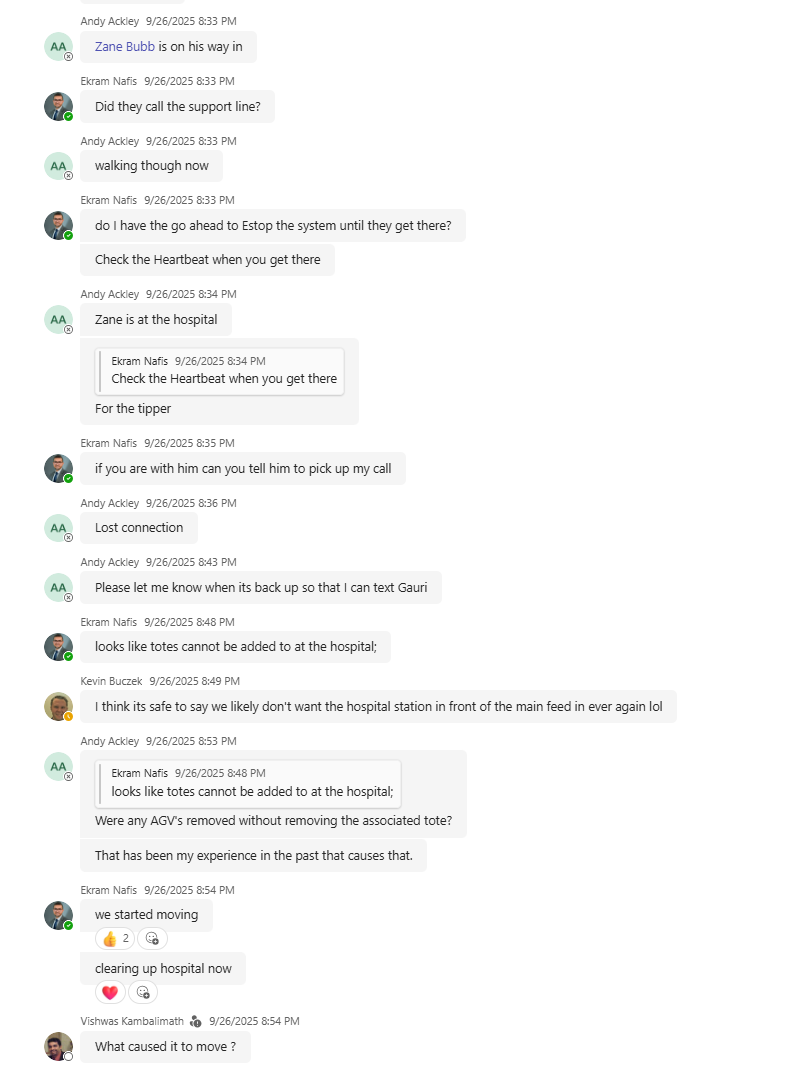 Andy Ackley 9/26/2025 8:33 PM
AA
Zane Bubb is on his way in
Ekram Nafis 9/26/2025 8:33 PM
Did they call the support line?
Andy Ackley 9/26/2025 8:33 PM
AA
walking though now
Ekram Nafis 9/26/2025 8:33 PM
do I have the go ahead to Estop the system until they get there?
Check the Heartbeat when you get there
Andy Ackley 9/26/2025 8:34 PM
AA
Zane is at the hospital
Ekram Nafis 9/26/2025 8:34 PM
Check the Heartbeat when you get there
For the tipper
Ekram Nafis 9/26/2025 8:35 PM
if you are with him can you tell him to pick up my call
Andy Ackley 9/26/2025 8:36 PM
AA
Lost connection
Andy Ackley 9/26/2025 8:43 PM
AA
Please let me know when its back up so that I can text Gauri
Ekram Nafis 9/26/2025 8:48 PM
looks like totes cannot be added to at the hospital;
Kevin Buczek 9/26/2025 8:49 PM
I think its safe to say we likely don't want the hospital station in front of the main feed in ever again lol
Andy Ackley 9/26/2025 8:53 PM
AA
Ekram Nafis 9/26/2025 8:48 PM
looks like totes cannot be added to at the hospital;
Were any AGV's removed without removing the associated tote?
That has been my experience in the past that causes that.
Ekram Nafis 9/26/2025 8:54 PM
we started moving
👍 2
clearing up hospital now
❤️
Vishwas Kambalimath 9/26/2025 8:54 PM
What caused it to move ?